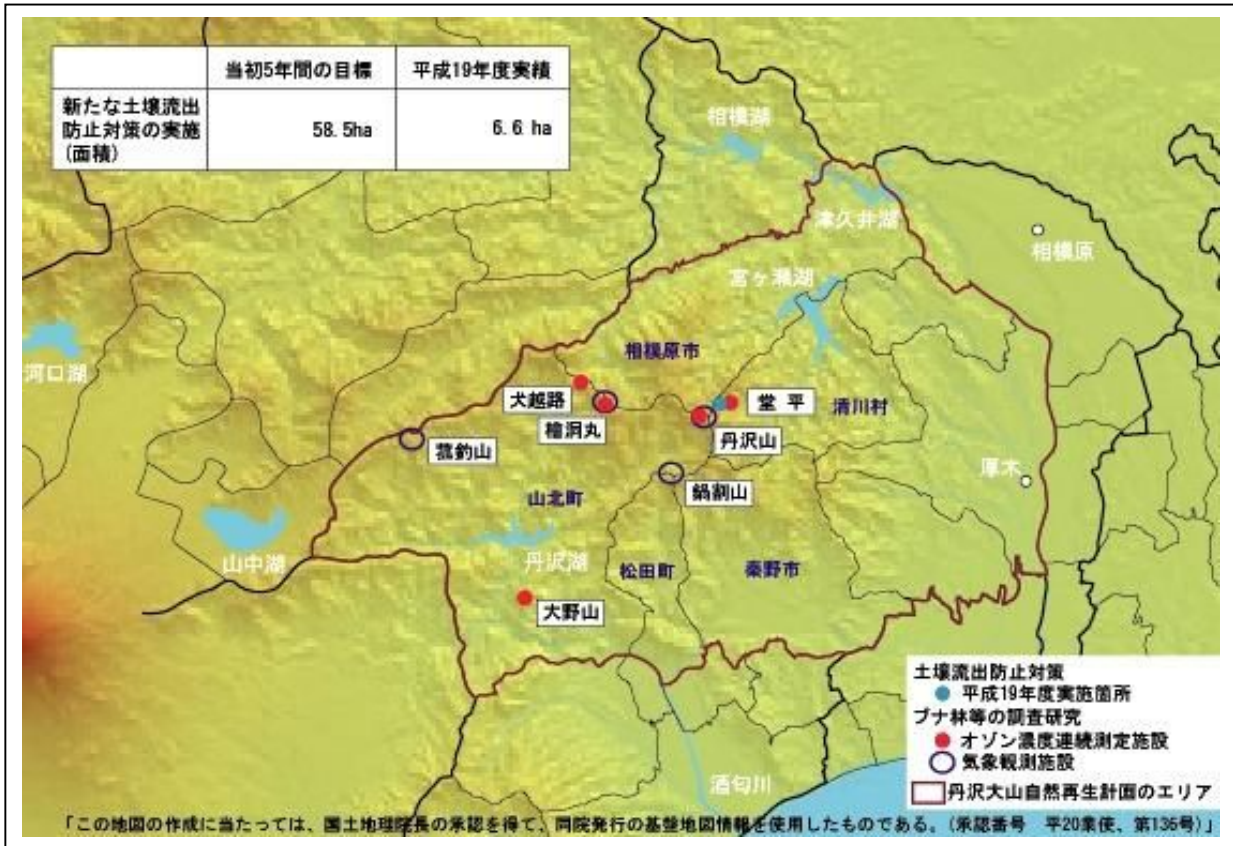 当初5年間の目標
平成19年度実績
新たな土壌流出
防止対策の実施
(面積)
58.5ha
6.6 ha
相模湖
津久井湖
相模原
宮ヶ瀬湖
河口湖
相模原市
犬越路
堂平
清川村
檜洞丸
丹沢山
菰釣山
厚木
鍋割山
山北町
山中湖
丹沢湖
松田町
秦野市
大野山
土壌流出防止対策
平成19年度実施箇所
ブナ林等の調査研究
オゾン濃度連続測定施設
気象観測施設
丹沢大山自然再生計画のエリア
酒匂川
「この地図の作成に当たっては、国土地理院長の承認を得て、同院発行の基盤地図情報を使用したものである。(承認番号 平20業使、第136号)」